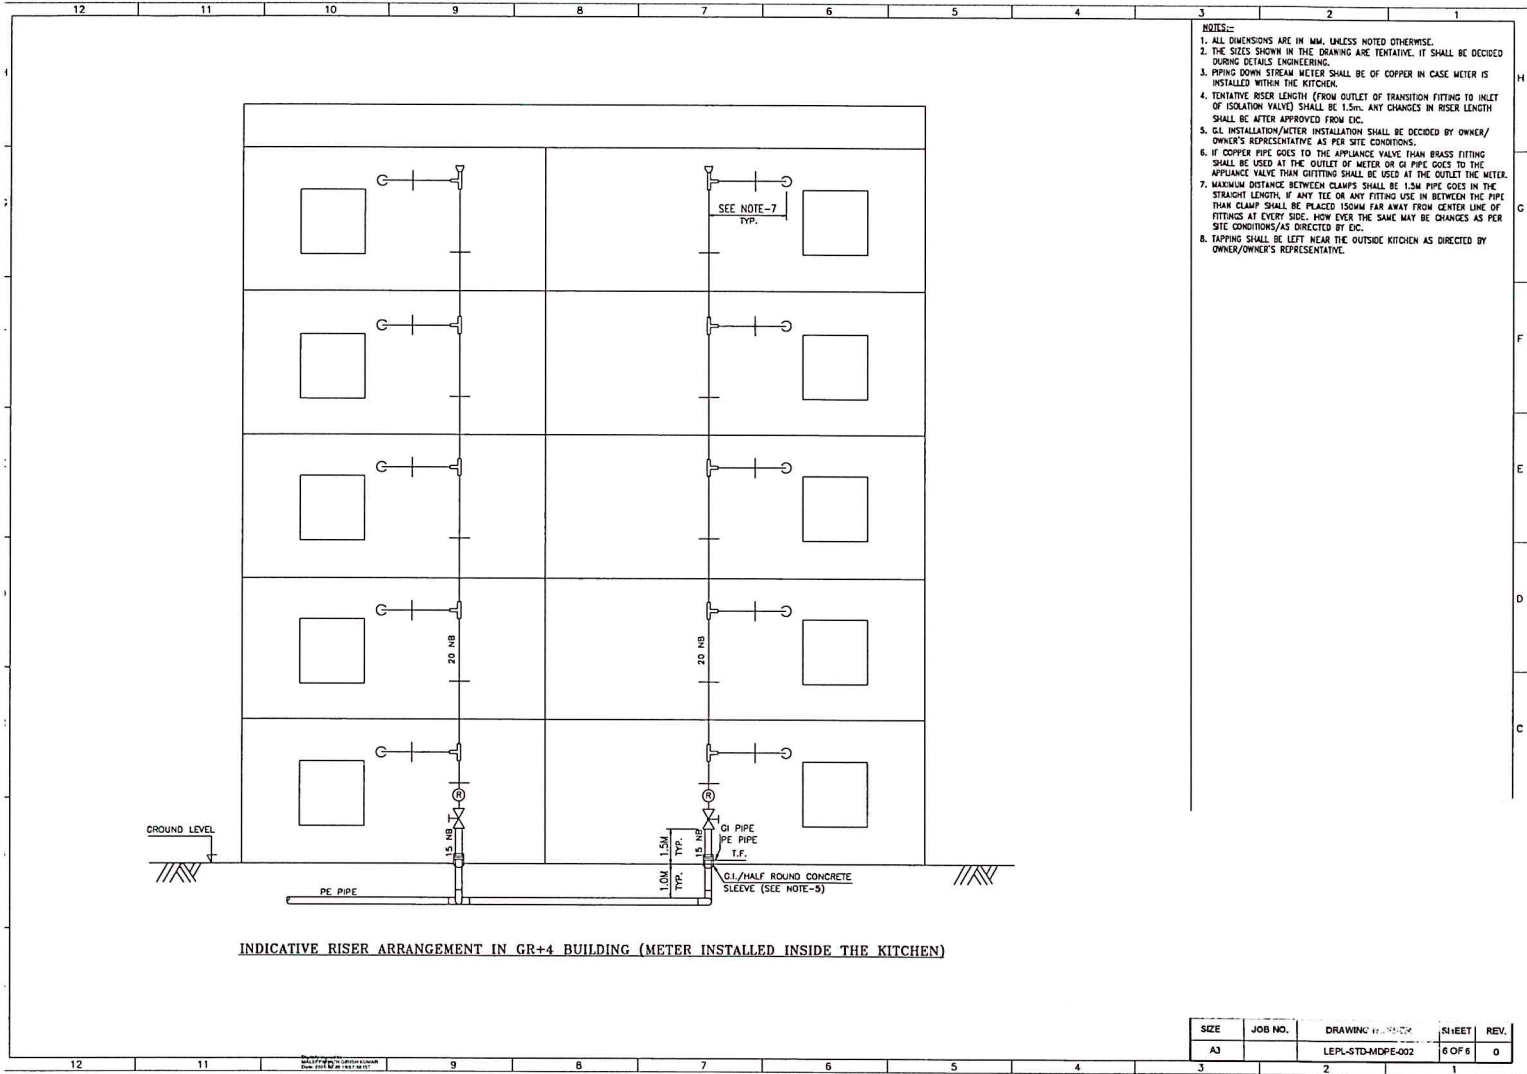 12 11 10 9 8 7 6 5 4 3 2 1
NOTES:-
1. ALL DIMENSIONS ARE IN MM. UNLESS NOTED OTHERWISE.
2. THE SIZES SHOWN IN THE DRAWING ARE TENTATIVE. IT SHALL BE DECIDED
DURING DETAILS ENGINEERING.
3. PIPING DOWN STREAM METER SHALL BE OF COPPER IN CASE METER IS
INSTALLED WITHIN THE KITCHEN.
4. TENTATIVE RISER LENGTH (FROM OUTLET OF TRANSITION FITTING TO INLET
OF ISOLATION VALVE) SHALL BE 1.5m. ANY CHANGES IN RISER LENGTH
SHALL BE AFTER APPROVED FROM EIC.
5. G.I. INSTALLATION/METER INSTALLATION SHALL BE DECIDED BY OWNER/
OWNER'S REPRESENTATIVE AS PER SITE CONDITIONS.
6. IF COPPER PIPE GOES TO THE APPLIANCE VALVE THAN BRASS FITTING
SHALL BE USED AT THE OUTLET OF METER OR GI PIPE GOES TO THE
APPLIANCE VALVE THAN GIFITTING SHALL BE USED AT THE OUTLET THE METER.
7. MAXIMUM DISTANCE BETWEEN CLAMPS SHALL BE 1.5M PIPE GOES IN THE
STRAIGHT LENGTH, IF ANY TEE OR ANY FITTING USE IN BETWEEN THE PIPE
THAN CLAMP SHALL BE PLACED 150MM FAR AWAY FROM CENTER LINE OF
FITTINGS AT EVERY SIDE. HOW EVER THE SAME MAY BE CHANGES AS PER
SITE CONDITIONS/AS DIRECTED BY EIC.
8. TAPPING SHALL BE LEFT NEAR THE OUTSIDE KITCHEN AS DIRECTED BY
OWNER/OWNER'S REPRESENTATIVE.
H
G
F
E
D
C
SEE NOTE-7
TYP.
20 NB
20 NB
R
R
GROUND LEVEL
15 NB
1.5M
TYP.
15 NB
GI PIPE
PE PIPE
T.F.
1.0M
TYP.
G.I./HALF ROUND CONCRETE
SLEEVE (SEE NOTE-5)
PE PIPE
INDICATIVE RISER ARRANGEMENT IN GR+4 BUILDING (METER INSTALLED INSIDE THE KITCHEN)
SIZE JOB NO. DRAWING SHEET REV.
A3 LEPL-STD-MDPE-002 6 OF 6 0
12 11 9 8 7 6 5 4 3 2 1